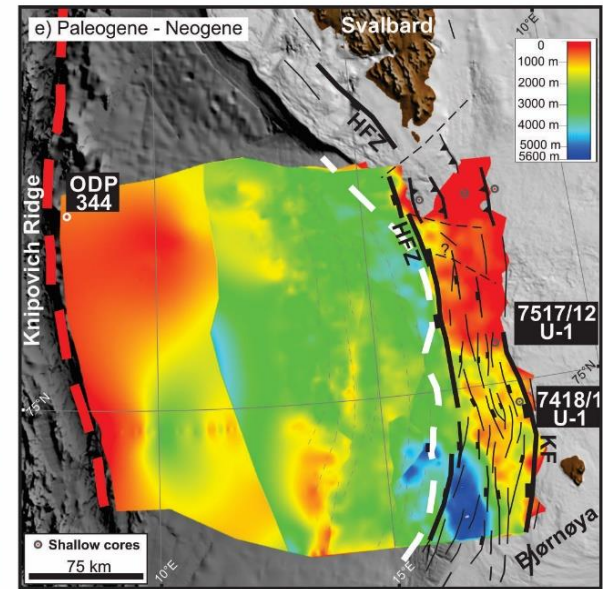 e) Paleogene - Neogene
Svalbard
10°E
0
1000 m
2000 m
3000 m
4000 m
5000 m
5600 m
HFZ
ODP
344
Knipovich Ridge
HFZ
?
7517/12
U-1
75°N
75°N
7418/1
U-1
KF
Shallow cores
75 km
10°E
15°E
Bjørnøya